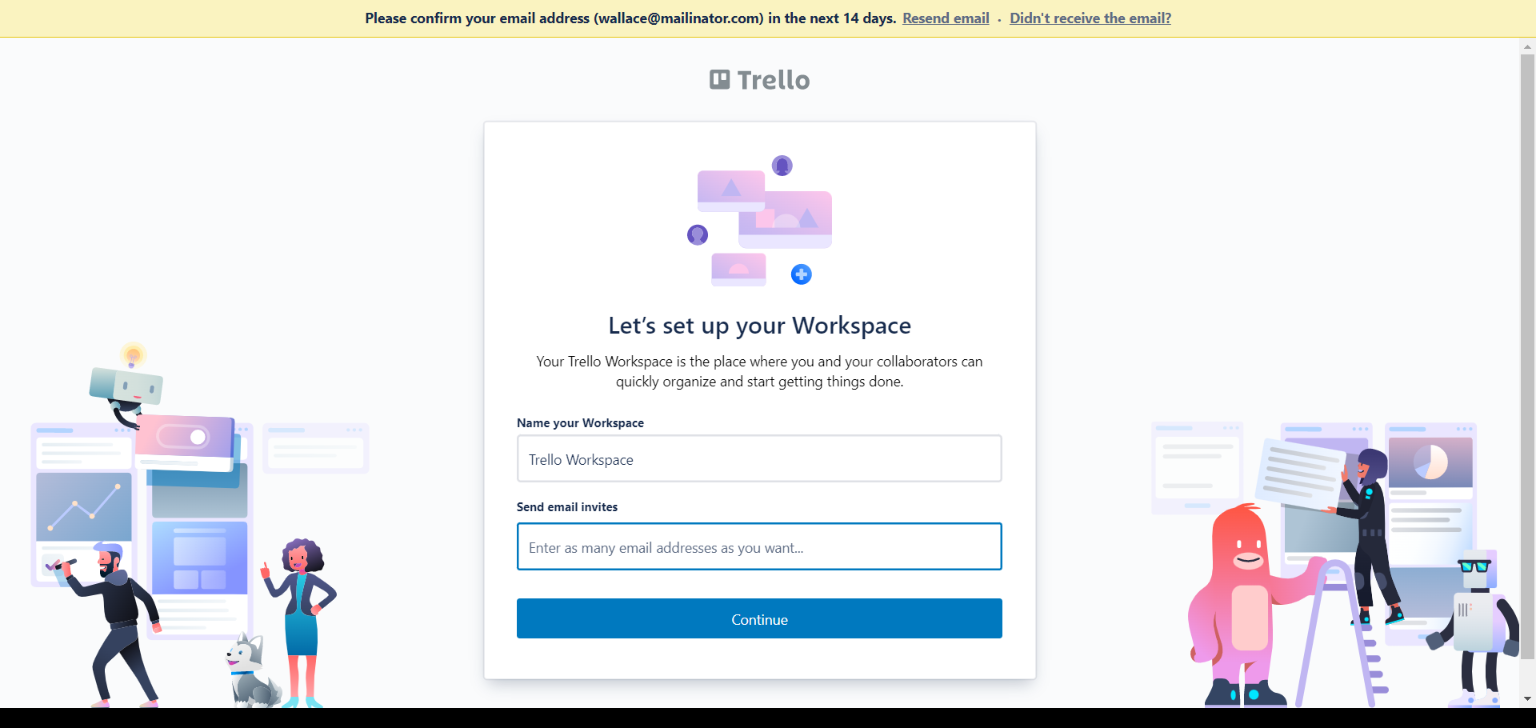 Please confirm your email address (wallace@mailinator.com) in the next 14 days. Resend email · Didn't receive the email?
Trello
Let’s set up your Workspace
Your Trello Workspace is the place where you and your collaborators can
quickly organize and start getting things done.
Name your Workspace
Trello Workspace
Send email invites
Enter as many email addresses as you want...
Continue